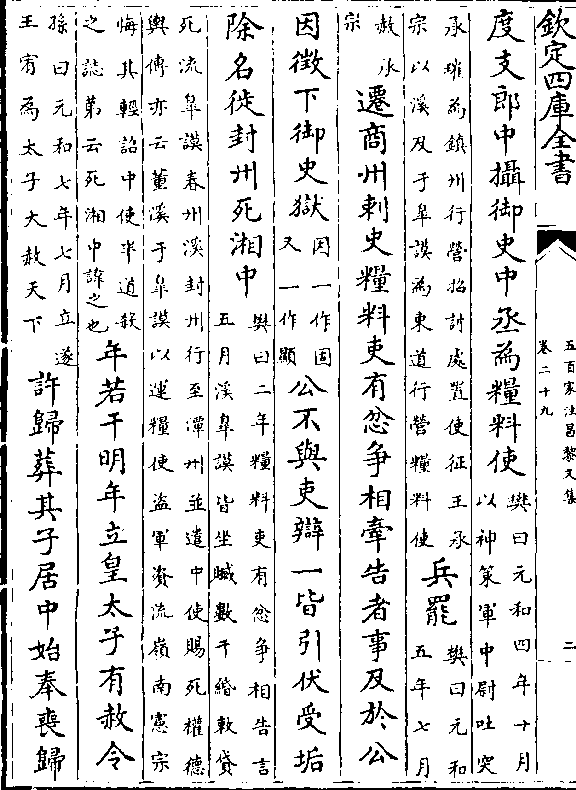 欽定四庫全書
五百家注昌黎文集
卷二十九
二
度支郎中攝御史中丞為糧料使
樊曰元和四年十月
以神策軍中尉吐突
承璀為鎮州行營招討處置使征王承
宗以溪及于皐謨為東道行營糧料使
兵罷
樊曰元和
五年七月
赦承
宗
遷商州刺史糧料吏有忿爭相牽告者事及於公
因徵下御史獄
因一作固
又一作顯
公不與吏辯一皆引伏受垢
除名徙封州死湘中
樊曰二年糧料吏有忿爭相告言
五月溪皐謨皆坐贓數千緡敕貸
死流皐謨春州溪封州行至潭州並遣中使賜死權德
輿傳亦云董溪于皐謨以運糧使盜軍資流嶺南憲宗
悔其輕詔中使半道殺
之誌第云死湘中諱之也
年若干明年立皇太子有赦令
孫曰元和七年七月立遂
王宥為太子大赦天下
許歸葬其子居中始奉喪歸